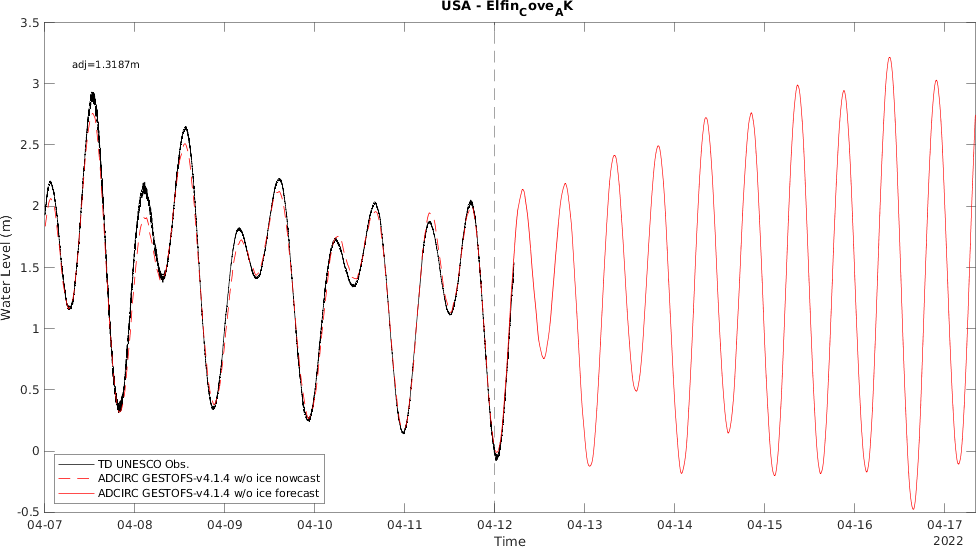 USA - ElfinCoveAK
adj=1.3187m
Water Level (m)
3.5
3
2.5
2
1.5
1
0.5
0
-0.5
TD UNESCO Obs.
ADCIRC GESTOFS-v4.1.4 w/o ice nowcast
ADCIRC GESTOFS-v4.1.4 w/o ice forecast
04-07 04-08 04-09 04-10 04-11 04-12 04-13 04-14 04-15 04-16 04-17
Time
2022